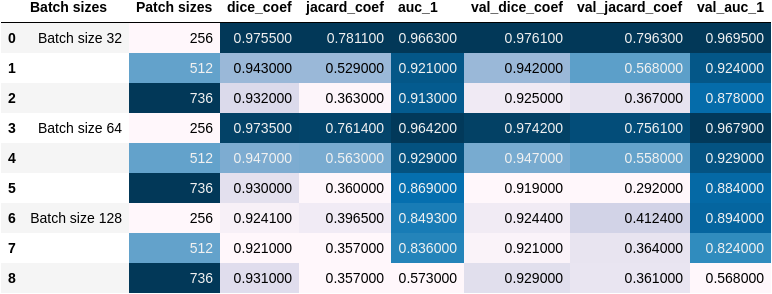 Batch sizes Patch sizes dice_coef jacard_coef auc_1 val_dice_coef val_jacard_coef val_auc_1
0 Batch size 32 256 0.975500 0.781100 0.966300 0.976100 0.796300 0.969500
1 512 0.943000 0.529000 0.921000 0.942000 0.568000 0.924000
2 736 0.932000 0.363000 0.913000 0.925000 0.367000 0.878000
3 Batch size 64 256 0.973500 0.761400 0.964200 0.974200 0.756100 0.967900
4 512 0.947000 0.563000 0.929000 0.947000 0.558000 0.929000
5 736 0.930000 0.360000 0.869000 0.919000 0.292000 0.884000
6 Batch size 128 256 0.924100 0.396500 0.849300 0.924400 0.412400 0.894000
7 512 0.921000 0.357000 0.836000 0.921000 0.364000 0.824000
8 736 0.931000 0.357000 0.573000 0.929000 0.361000 0.568000